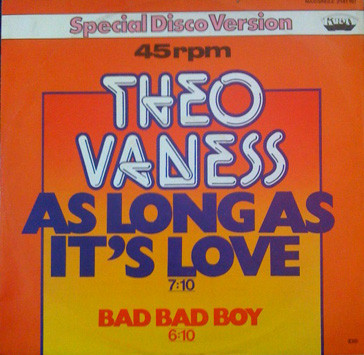 Special Disco Version
45 rpm
THEO
VANESS
AS LONG AS
IT'S LOVE
7:10
BAD BAD BOY
6:10